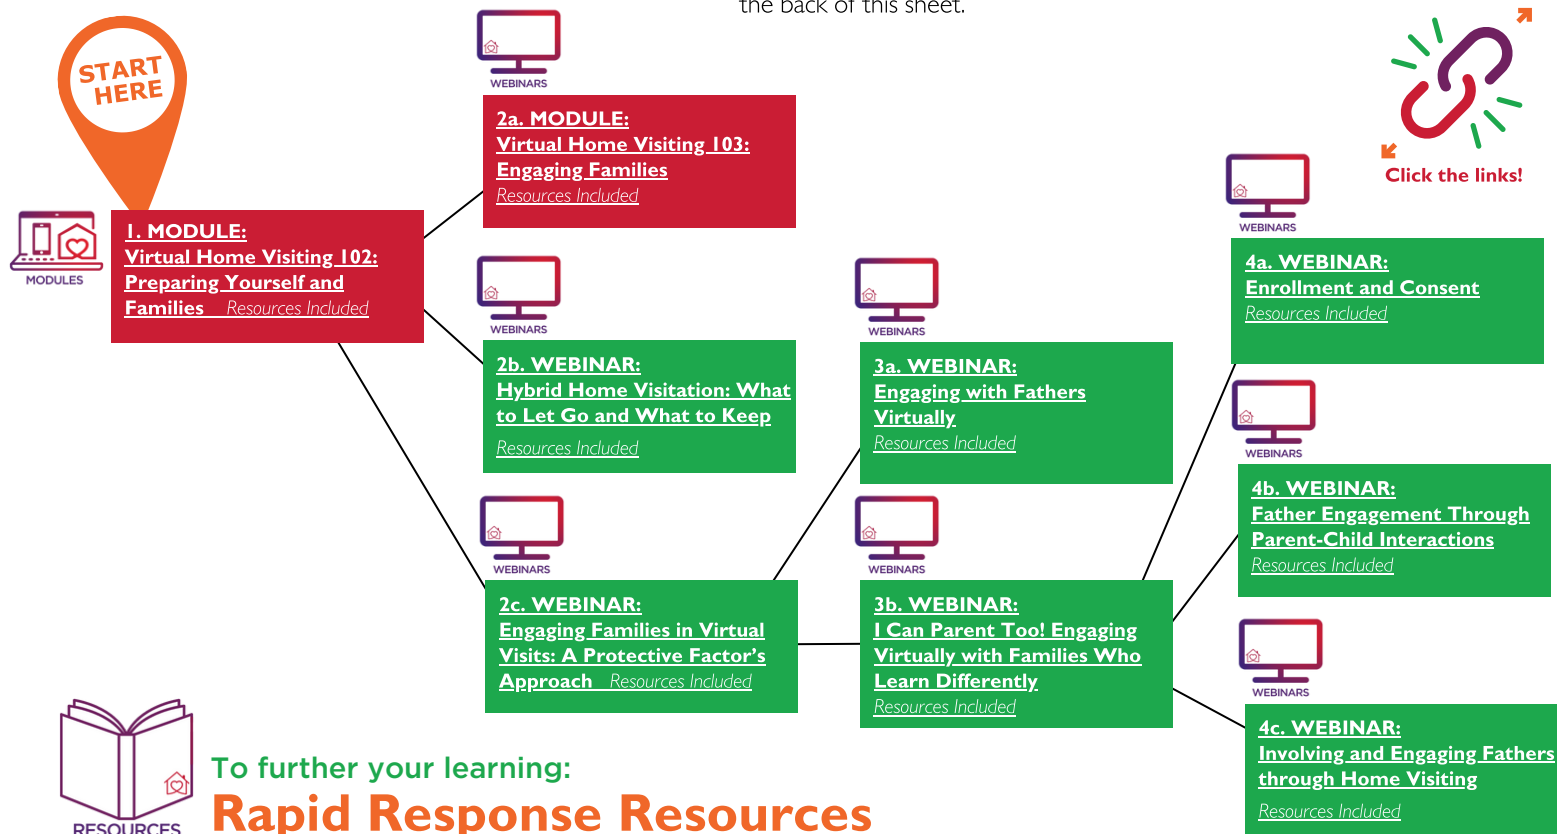 the back of this sheet.
START
HERE
WEBINARS
2a. MODULE:
Virtual Home Visiting 103:
Engaging Families
Resources Included
Click the links!
MODULES
1. MODULE:
Virtual Home Visiting 102:
Preparing Yourself and
Families Resources Included
WEBINARS
2b. WEBINAR:
Hybrid Home Visitation: What
to Let Go and What to Keep
Resources Included
WEBINARS
2c. WEBINAR:
Engaging Families in Virtual
Visits: A Protective Factor's
Approach Resources Included
WEBINARS
3a. WEBINAR:
Engaging with Fathers
Virtually
Resources Included
WEBINARS
3b. WEBINAR:
I Can Parent Too! Engaging
Virtually with Families Who
Learn Differently
Resources Included
WEBINARS
4a. WEBINAR:
Enrollment and Consent
Resources Included
WEBINARS
4b. WEBINAR:
Father Engagement Through
Parent-Child Interactions
Resources Included
WEBINARS
4c. WEBINAR:
Involving and Engaging Fathers
through Home Visiting
Resources Included
RESOURCES
To further your learning:
Rapid Response Resources